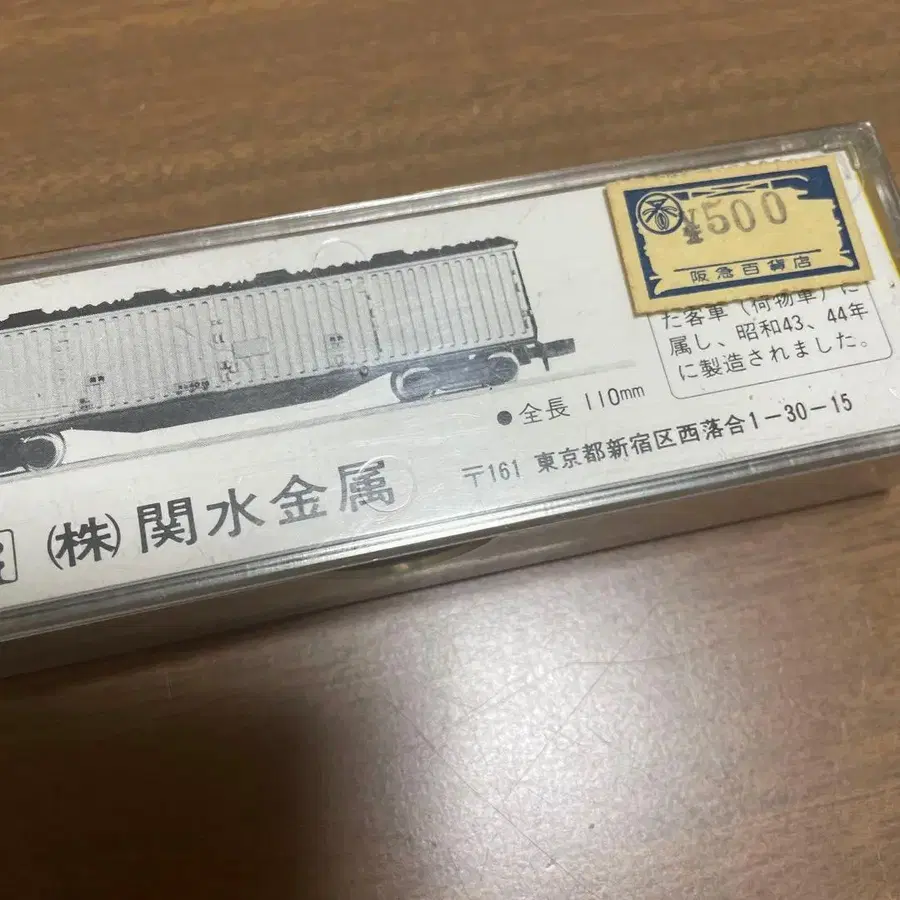 ¥500
阪急百貨店
た客車(荷物車)に
属し、昭和43、44年
に製造されました。
●全長 110mm
(株)関水金属
〒161 東京都新宿区西落合1-30-15